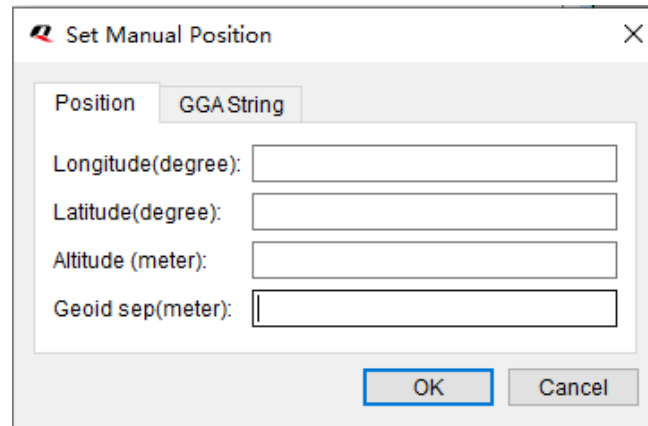 Set Manual Position
Position GGA String
Longitude(degree):
Latitude(degree):
Altitude (meter):
Geoid sep(meter):
OK Cancel